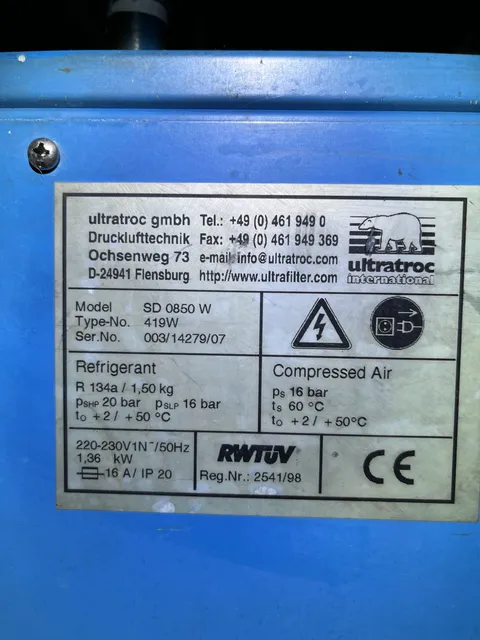 ultratroc gmbh Tel.: +49 (0) 461 949 0
Drucklufttechnik Fax: +49 (0) 461 949 369
Ochsenweg 73 e-mail: info@ultratroc.com
D-24941 Flensburg http://www.ultrafilter.com
ultratroc
international
Model SD 0850 W
Type-No. 419W
Ser.No. 003/14279/07
Refrigerant
R 134a / 1,50 kg
pSHP 20 bar pSLP 16 bar
to +2 / +50 °C
Compressed Air
ps 16 bar
ts 60 °C
to +2 / +50°C
220-230V1N~/50Hz
1,36 kW
16 A / IP 20
RWTÜV
Reg.Nr.: 2541/98
CE